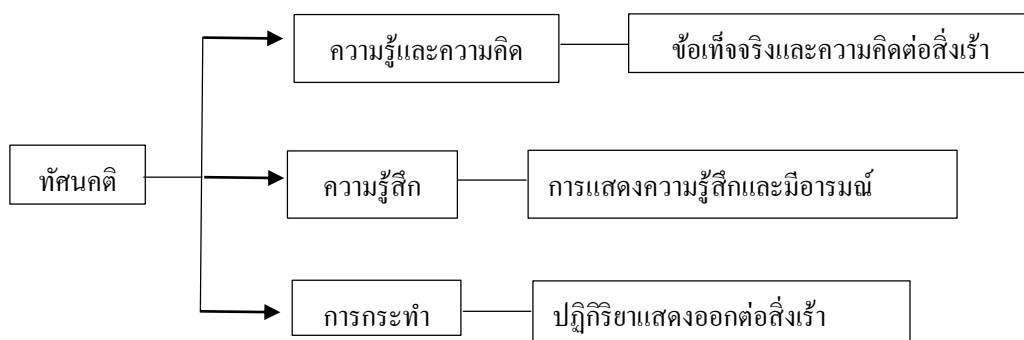 ความรู้และความคิด
ข้อเท็จจริงและความคิดต่อสิ่งเร้า
ทัศนคติ
ความรู้สึก
การแสดงความรู้สึกและมีอารมณ์
การกระทำ
ปฏิกิริยาแสดงออกต่อสิ่งเร้า